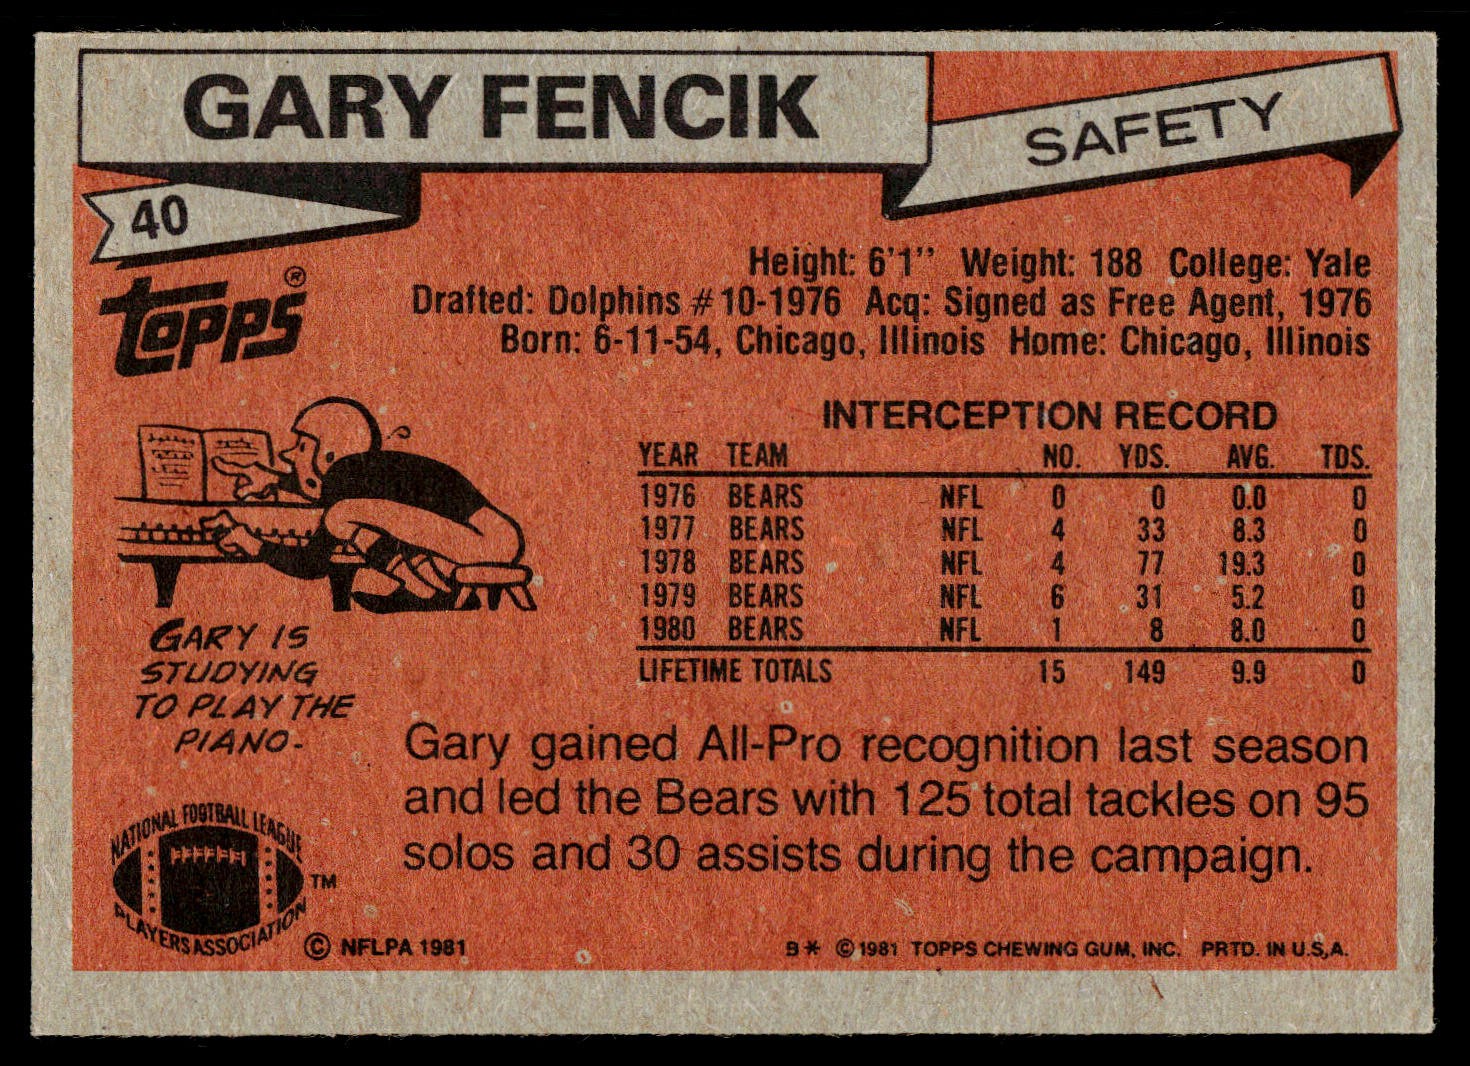 GARY FENCIK
SAFETY
40
Topps®
Height: 6'1" Weight: 188 College: Yale
Drafted: Dolphins #10-1976 Acq: Signed as Free Agent, 1976
Born: 6-11-54, Chicago, Illinois Home: Chicago, Illinois
INTERCEPTION RECORD
YEAR TEAM NO. YDS. AVG. TDS.
1976 BEARS NFL 0 0 0.0 0
1977 BEARS NFL 4 33 8.3 0
1978 BEARS NFL 4 77 19.3 0
1979 BEARS NFL 6 31 5.2 0
1980 BEARS NFL 1 8 8.0 0
LIFETIME TOTALS 15 149 9.9 0
GARY IS
STUDYING
TO PLAY THE
PIANO.
Gary gained All-Pro recognition last season
and led the Bears with 125 total tackles on 95
solos and 30 assists during the campaign.
NATIONAL FOOTBALL LEAGUE
PLAYERS ASSOCIATION
TM
© NFLPA 1981
B* © 1981 TOPPS CHEWING GUM, INC. PRTD. IN U.S.A.